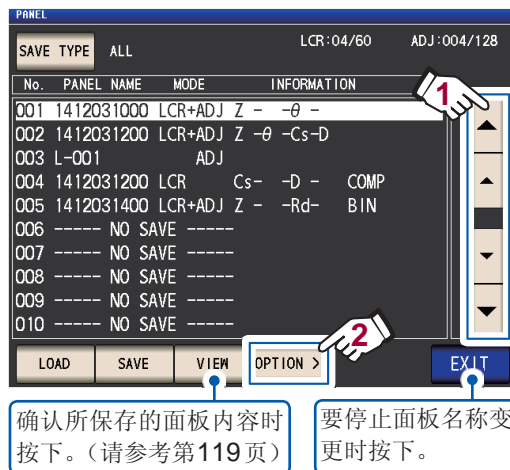 PANEL
SAVE TYPE ALL LCR:04/60 ADJ:004/128
No. PANEL NAME MODE INFORMATION
001 1412031000 LCR+ADJ Z - -θ -
002 1412031200 LCR+ADJ Z -θ -Cs-D
003 L-001 ADJ
004 1412031200 LCR Cs- -D - COMP
005 1412031400 LCR+ADJ Z - -Rd- BIN
006 ----- NO SAVE -----
007 ----- NO SAVE -----
008 ----- NO SAVE -----
009 ----- NO SAVE -----
010 ----- NO SAVE -----
1
2
LOAD SAVE VIEW OPTION > EXIT
确认所保存的面板内容时
按下。（请参考第119页）
要停止面板名称变
更时按下。